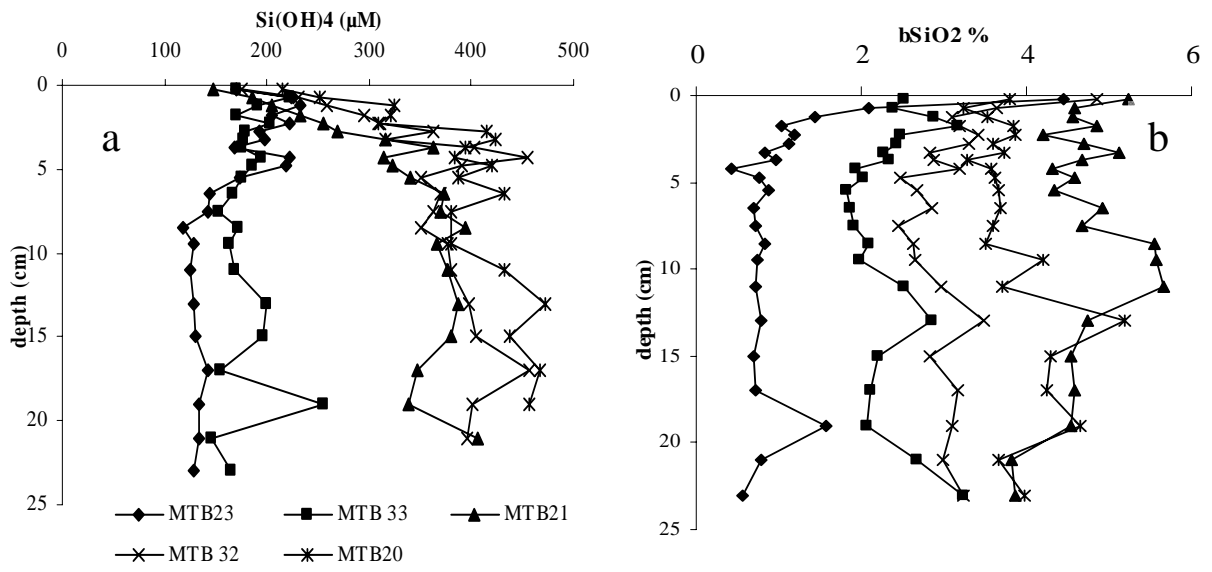 Si(OH)4 (µM)
0 100 200 300 400 500
0
5
10
15
20
25
depth (cm)
a
MTB23 MTB 33 MTB21
MTB 32 MTB20
bSiO2 %
0 2 4 6
0
5
10
15
20
25
depth (cm)
b